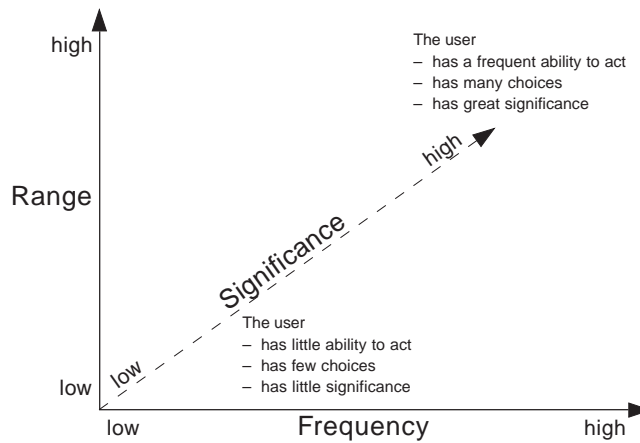 high
The user
– has a frequent ability to act
– has many choices
– has great significance
high
Range
Significance
The user
– has little ability to act
– has few choices
– has little significance
low
low
low
Frequency
high